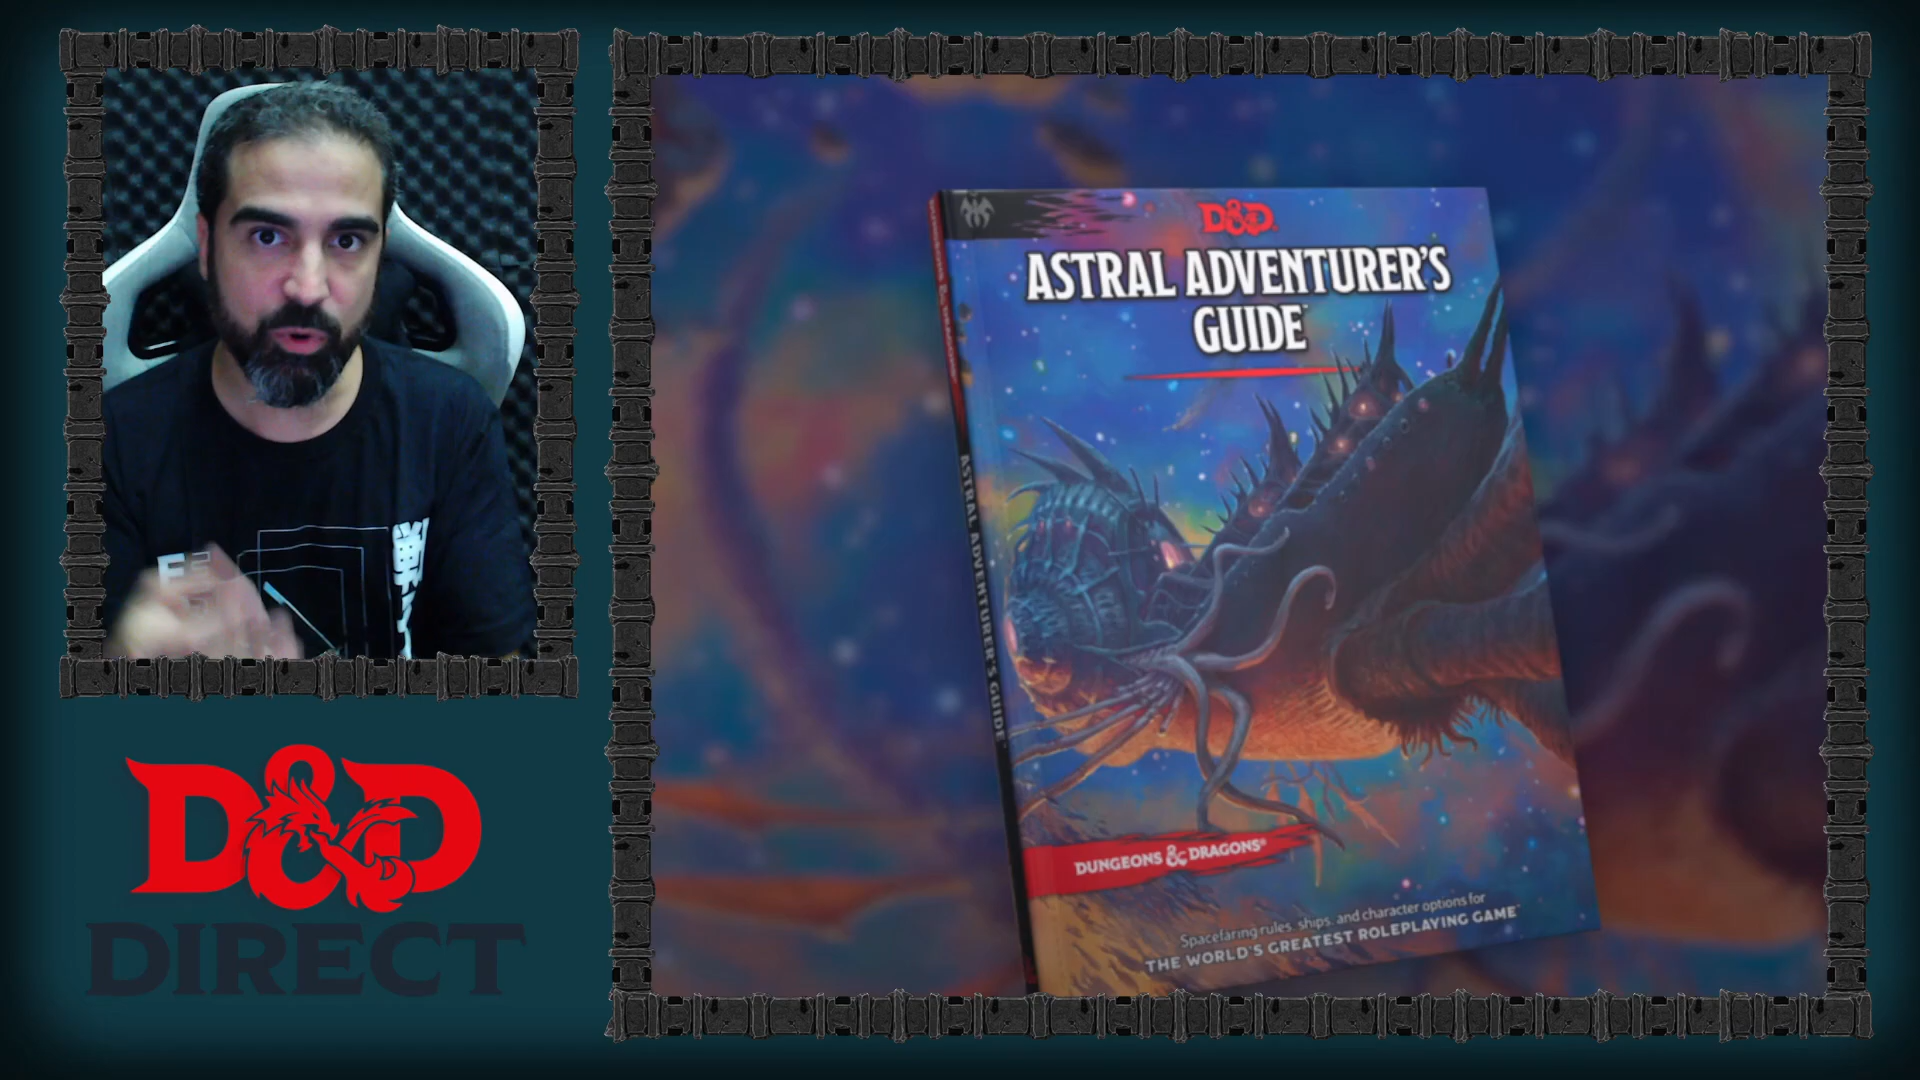 D&D
DIRECT
D&D
ASTRAL ADVENTURER'S
GUIDE
ASTRAL ADVENTURER'S GUIDE
DUNGEONS & DRAGONS
Spacefaring rules, ships, and character options for
THE WORLD'S GREATEST ROLEPLAYING GAME